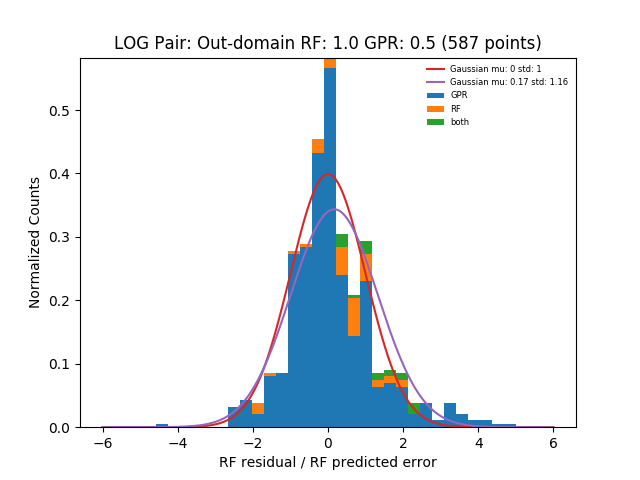 LOG Pair: Out-domain RF: 1.0 GPR: 0.5 (587 points)
Gaussian mu: 0 std: 1
Gaussian mu: 0.17 std: 1.16
GPR
RF
both
Normalized Counts
0.5
0.4
0.3
0.2
0.1
0.0
−6 −4 −2 0 2 4 6
RF residual / RF predicted error